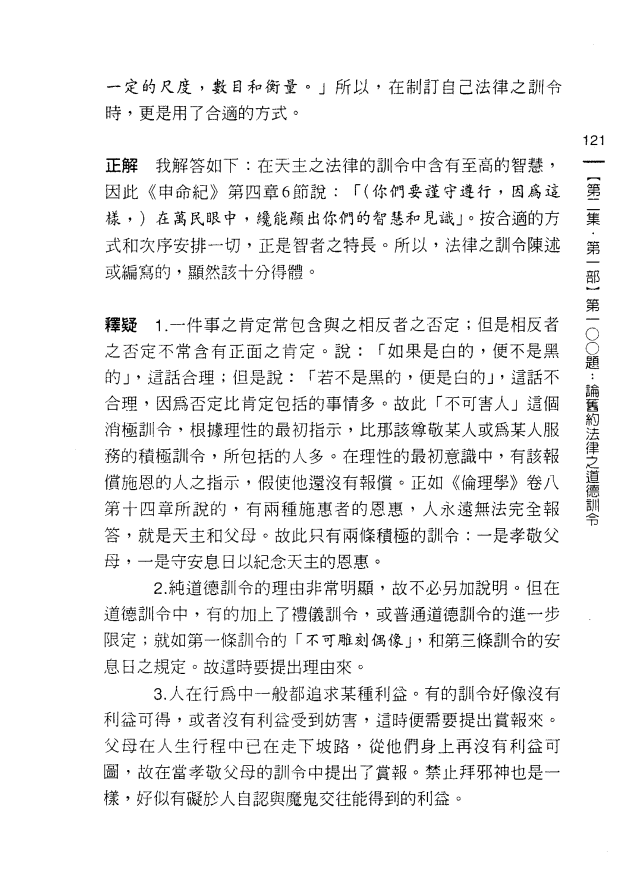 一定的尺度，數目和衡量。」所以，在制訂自己法律之訓令
時，更是用了合適的方式。
正解　我解答如下：在天主之法律的訓令中含有至高的智慧，
因此《申命紀》第四章6節說：「（你們要謹守遵行，因爲這
樣，）在萬民眼中，纔能顯出你們的智慧和見識」。按合適的方
式和次序安排一切，正是智者之特長。所以，法律之訓令陳述
或編寫的，顯然該十分得體。
釋疑　1.一件事之肯定常包含與之相反者之否定；但是相反者
之否定不常含有正面之肯定。說：「如果是白的，便不是黑
的」，這話合理；但是說：「若不是黑的，便是白的」，這話不
合理，因爲否定比肯定包括的事情多。故此「不可害人」這個
消極訓令，根據理性的最初指示，比那該尊敬某人或爲某人服
務的積極訓令，所包括的人多。在理性的最初意識中，有該報
償施恩的人之指示，假使他還沒有報償。正如《倫理學》卷八
第十四章所說的，有兩種施惠者的恩惠，人永遠無法完全報
答，就是天主和父母。故此只有兩條積極的訓令：一是孝敬父
母，一是守安息日以紀念天主的恩惠。
2.純道德訓令的理由非常明顯，故不必另加說明。但在
道德訓令中，有的加上了禮儀訓令，或普通道德訓令的進一步
限定；就如第一條訓令的「不可雕刻偶像」，和第三條訓令的安
息日之規定。故這時要提出理由來。
3.人在行爲中一般都追求某種利益。有的訓令好像沒有
利益可得，或者沒有利益受到妨害，這時便需要提出賞報來。
父母在人生行程中已在走下坡路，從他們身上再沒有利益可
圖，故在當孝敬父母的訓令中提出了賞報。禁止拜邪神也是一
樣，好似有礙於人自認與魔鬼交往能得到的利益。
121
【第二集．第一部】第一○○題：論舊約法律之道德訓令